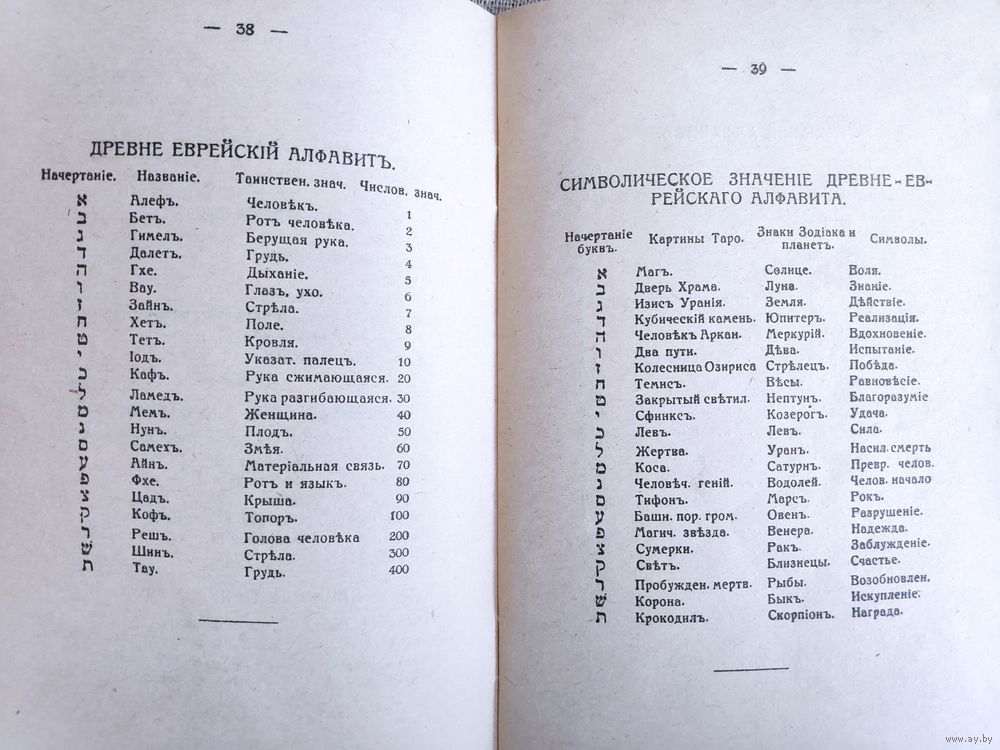 — 38 —
ДРЕВНЕ ЕВРЕЙСКІЙ АЛФАВИТЪ.
Начертаніе. Названіе. Таинствен. знач. Числов. знач.
א Алефъ. Человѣкъ. 1
ב Бетъ. Ротъ человѣка. 2
ג Гимелъ. Берущая рука. 3
ד Далетъ. Грудь. 4
ה Гхе. Дыханіе. 5
ו Вау. Глазъ, ухо. 6
ז Зайнъ. Стрѣла. 7
ח Хетъ. Поле. 8
ט Тетъ. Кровля. 9
י Іодъ. Указат. палецъ. 10
כ Кафъ. Рука сжимающаяся. 20
ל Ламедъ. Рука разгибающаяся. 30
מ Мемъ. Женщина. 40
נ Нунъ. Плодъ. 50
ס Самехъ. Змѣя. 60
ע Айнъ. Матеріальная связь. 70
פ Фхе. Ротъ и языкъ. 80
צ Цадъ. Крыша. 90
ק Кофъ. Топоръ. 100
ר Решъ. Голова человѣка 200
ש Шинъ. Стрѣла. 300
ת Тау. Грудь. 400
— 39 —
СИМВОЛИЧЕСКОЕ ЗНАЧЕНІЕ ДРЕВНЕ-ЕВ-
РЕЙСКАГО АЛФАВИТА.
Начертаніе буквъ. Картины Таро. Знаки Зодіака и планетъ. Символы.
א Магъ. Солнце. Воля.
ב Дверь Храма. Луна. Знаніе.
ג Изисъ Уранія. Земля. Дѣйствіе.
ד Кубическій камень. Юпитеръ. Реализація.
ה Человѣкъ Аркан. Меркурій. Вдохновеніе.
ו Два пути. Дѣва. Испытаніе.
ז Колесница Озириса Стрѣлецъ. Побѣда.
ח Темисъ. Вѣсы. Равновѣсіе.
ט Закрытый свѣтил. Нептунъ. Благоразуміе
י Сфинксъ. Козерогъ. Удача.
כ Левъ. Левъ. Сила.
ל Жертва. Уранъ. Насил. смерть
מ Коса. Сатурнъ. Превр. челов.
נ Человѣч. геній. Водолей. Челов. начало
ס Тифонъ. Марсъ. Рокъ.
ע Башн. пор. гром. Овенъ. Разрушеніе.
פ Магич. звѣзда. Венера. Надежда.
צ Сумерки. Ракъ. Заблужденіе.
ק Свѣтъ. Близнецы. Счастье.
ר Пробужден. мертв. Рыбы. Возобновлен.
ש Корона. Быкъ. Искупленіе.
ת Крокодилъ. Скорпіонъ. Награда.
www.ay.by